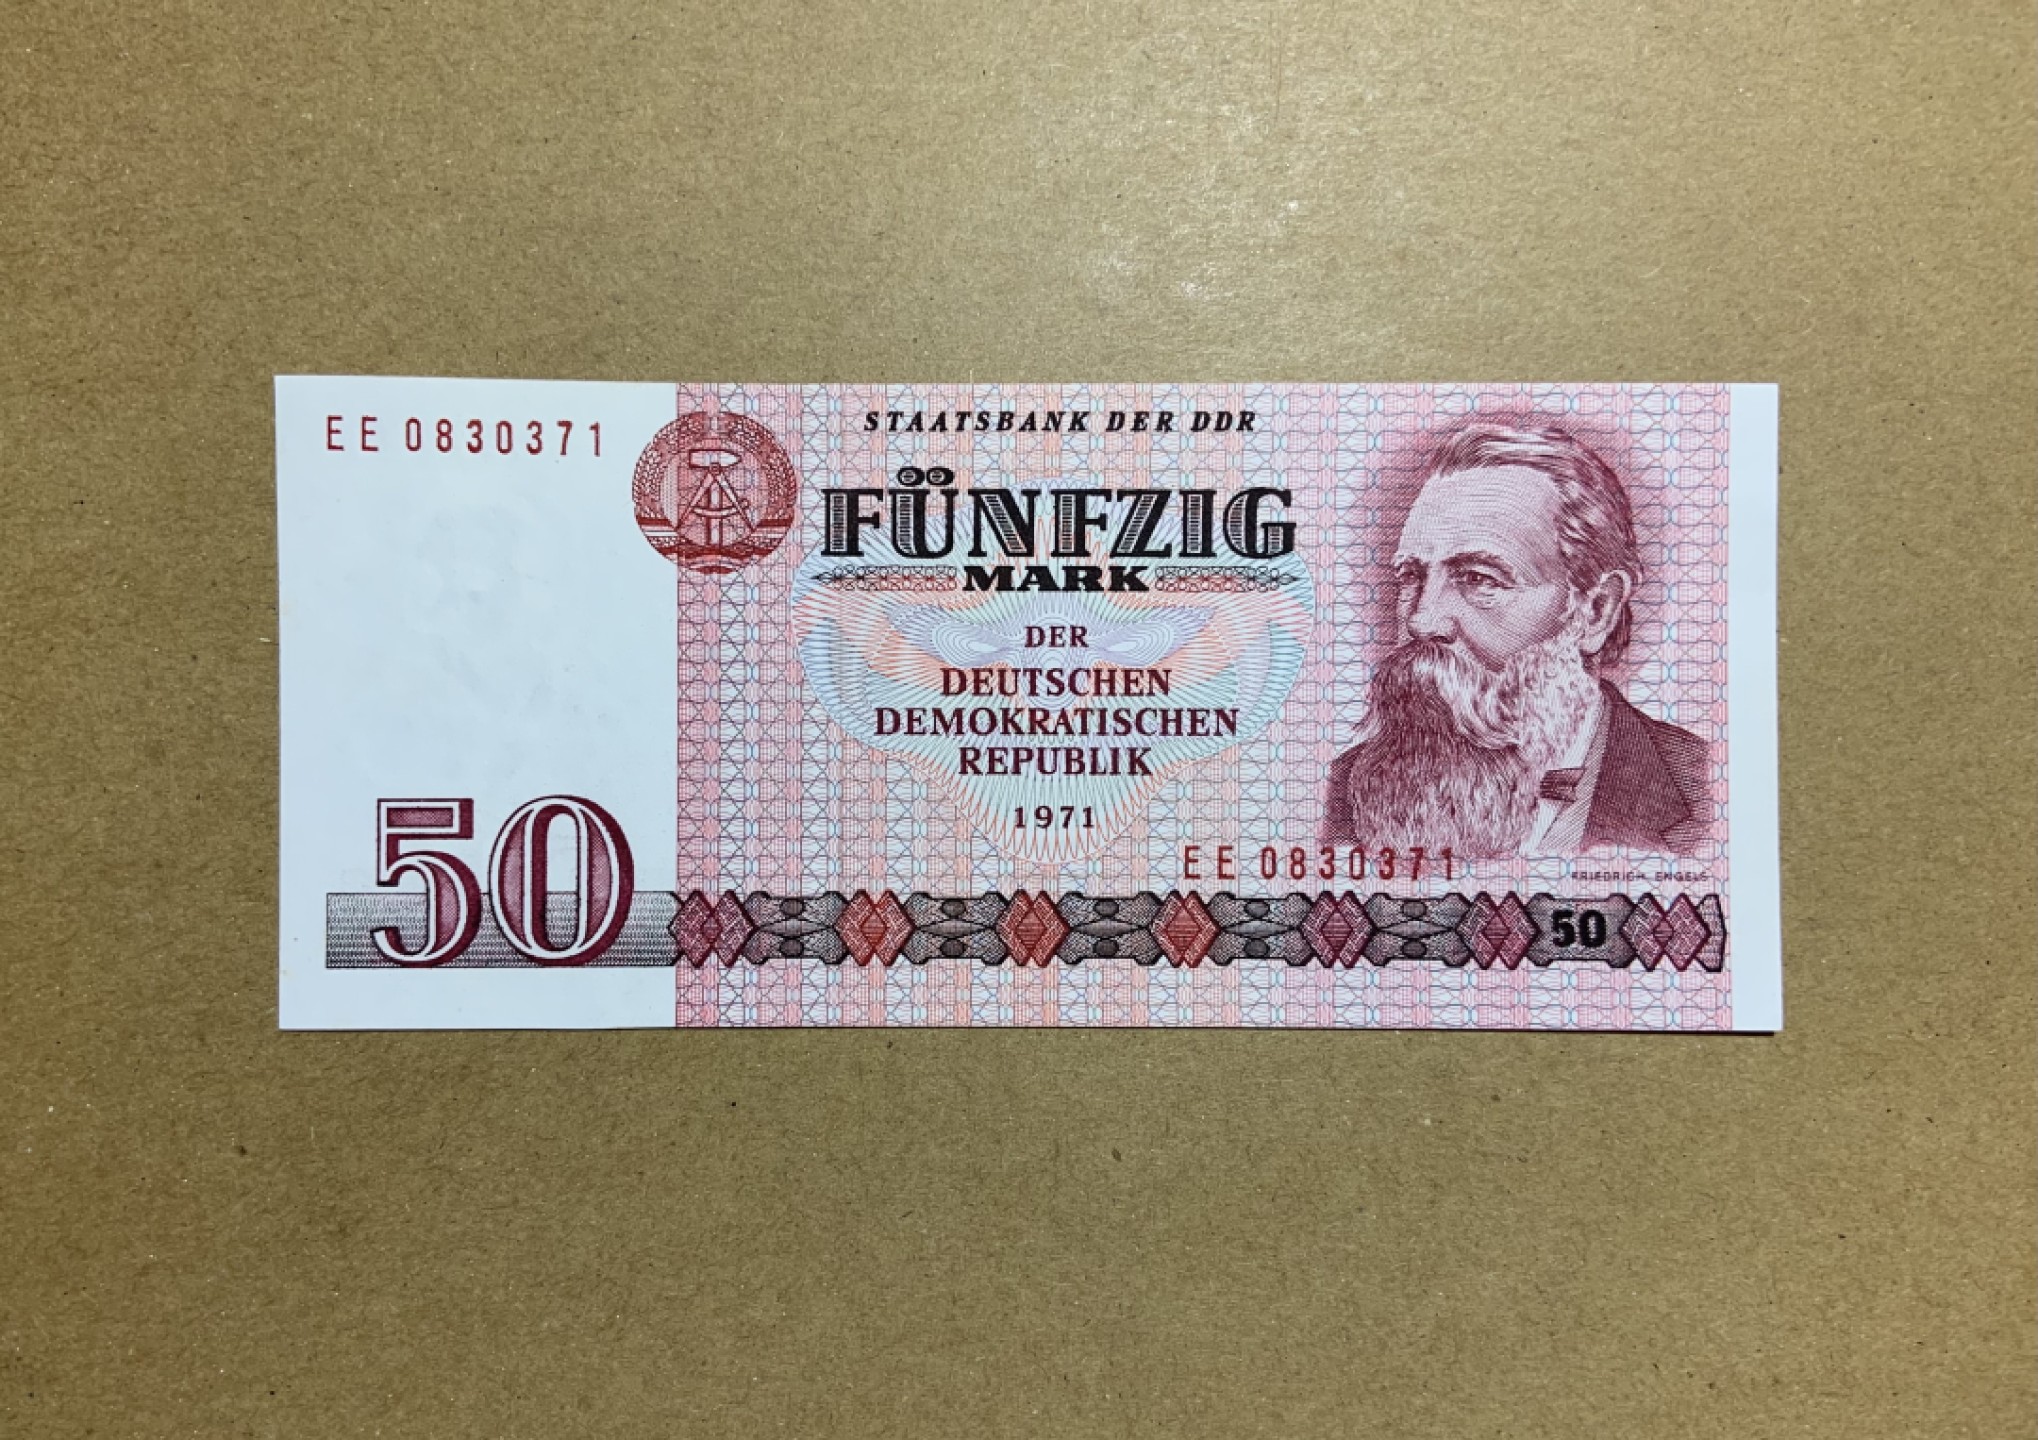 EE 0830371
STAATSBANK DER DDR
FÜNFZIG
MARK
DER
DEUTSCHEN
DEMOKRATISCHEN
REPUBLIK
1971
EE 0830371
FRIEDRICH ENGELS
50
50